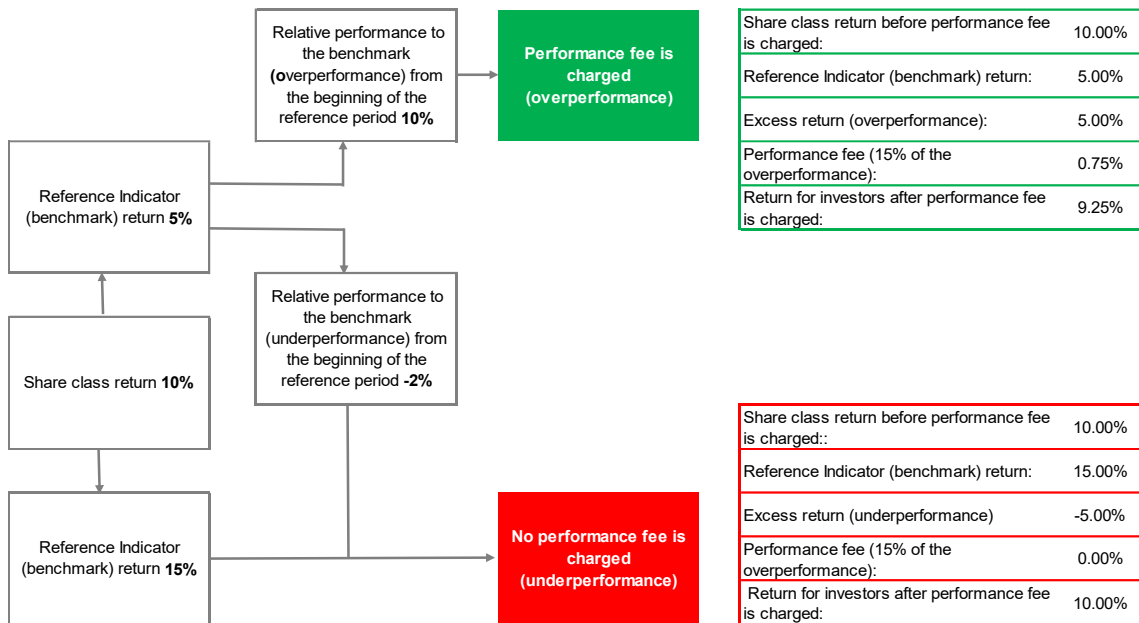 Relative performance to
the benchmark
(overperformance) from
the beginning of the
reference period 10%
Performance fee is
charged
(overperformance)
Share class return before performance fee
is charged:
10.00%
Reference Indicator (benchmark) return:
5.00%
Excess return (overperformance):
5.00%
Performance fee (15% of the
overperformance):
0.75%
Return for investors after performance fee
is charged:
9.25%
Reference Indicator
(benchmark) return 5%
Relative performance to
the benchmark
(underperformance) from
the beginning of the
reference period -2%
Share class return 10%
Reference Indicator
(benchmark) return 15%
No performance fee is
charged
(underperformance)
Share class return before performance fee
is charged::
10.00%
Reference Indicator (benchmark) return:
15.00%
Excess return (underperformance)
-5.00%
Performance fee (15% of the
overperformance):
0.00%
Return for investors after performance fee
is charged:
10.00%